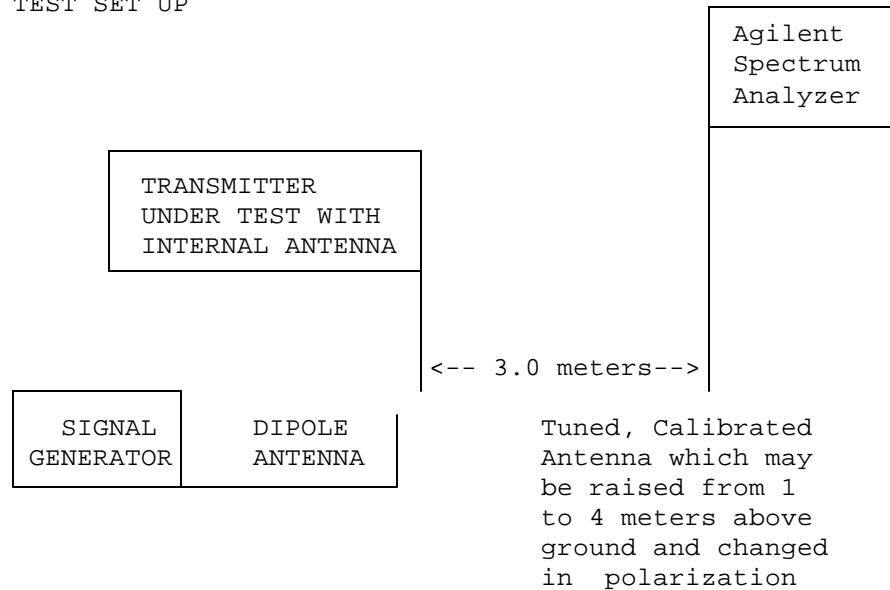 TEST SET UP
Agilent
Spectrum
Analyzer
TRANSMITTER
UNDER TEST WITH
INTERNAL ANTENNA
<-- 3.0 meters-->
SIGNAL
GENERATOR
DIPOLE
ANTENNA
Tuned, Calibrated
Antenna which may
be raised from 1
to 4 meters above
ground and changed
in polarization